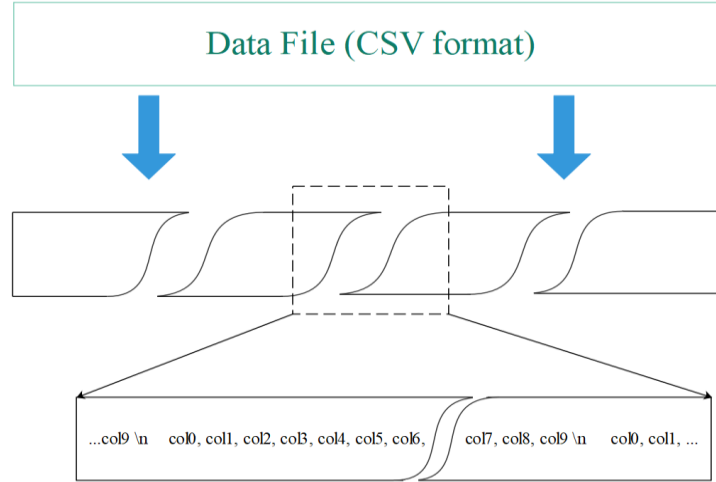 Data File (CSV format)
...col9 \n col0, col1, col2, col3, col4, col5, col6, col7, col8, col9 \n col0, col1, ...